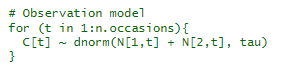 # Observation model
for (t in 1:n.occasions){
  C[t] ~ dnorm(N[1,t] + N[2,t], tau)
}